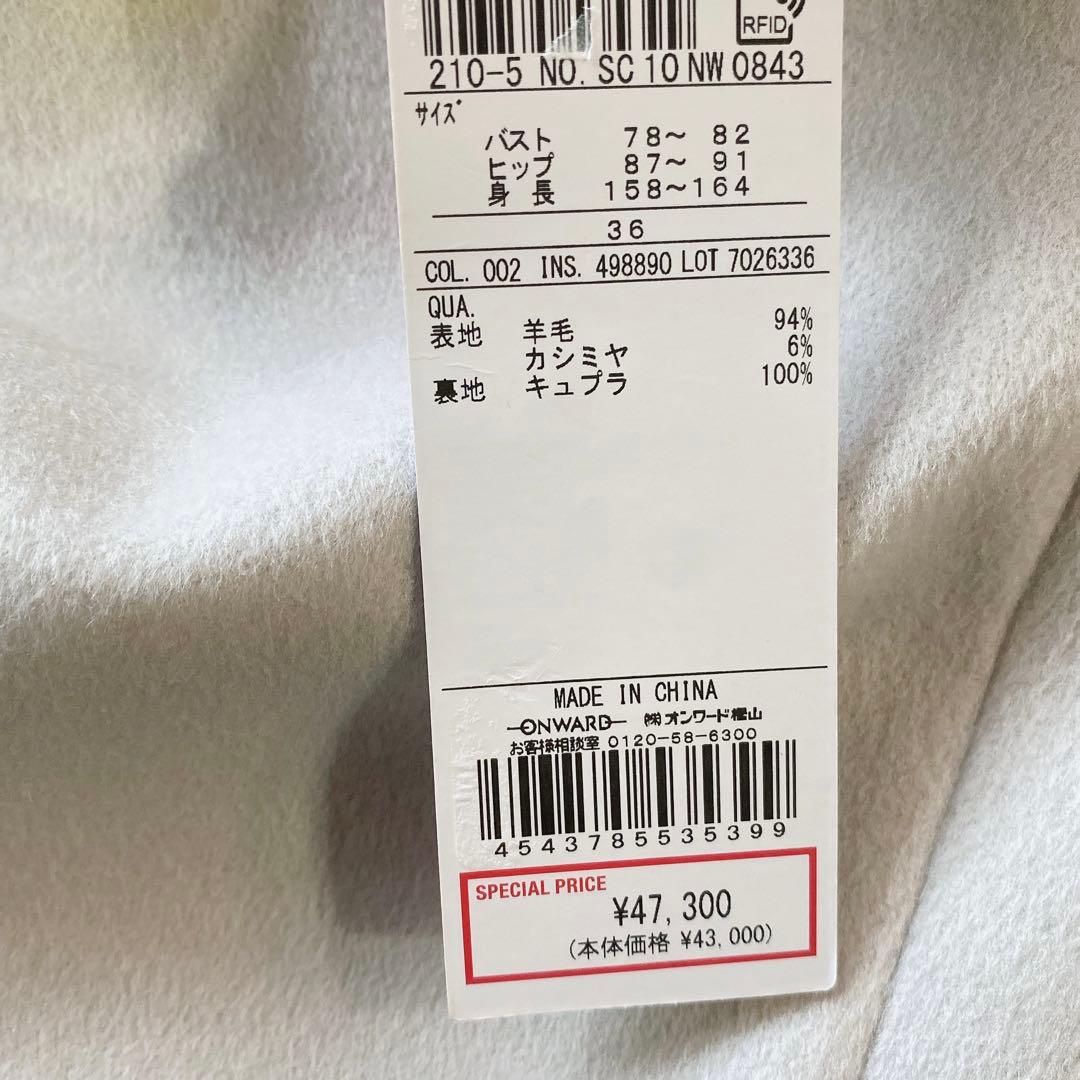 RFID
210-5 NO. SC 10 NW 0843
サイズ
バスト 78〜 82
ヒップ 87〜 91
身 長 158〜164
36
COL. 002 INS. 498890 LOT 7026336
QUA.
表地 羊毛 94%
カシミヤ 6%
裏地 キュプラ 100%
MADE IN CHINA
ONWARD ㈱オンワード樫山
お客様相談室 0120-58-6300
4543785535399
SPECIAL PRICE
¥47,300
(本体価格 ¥43,000)